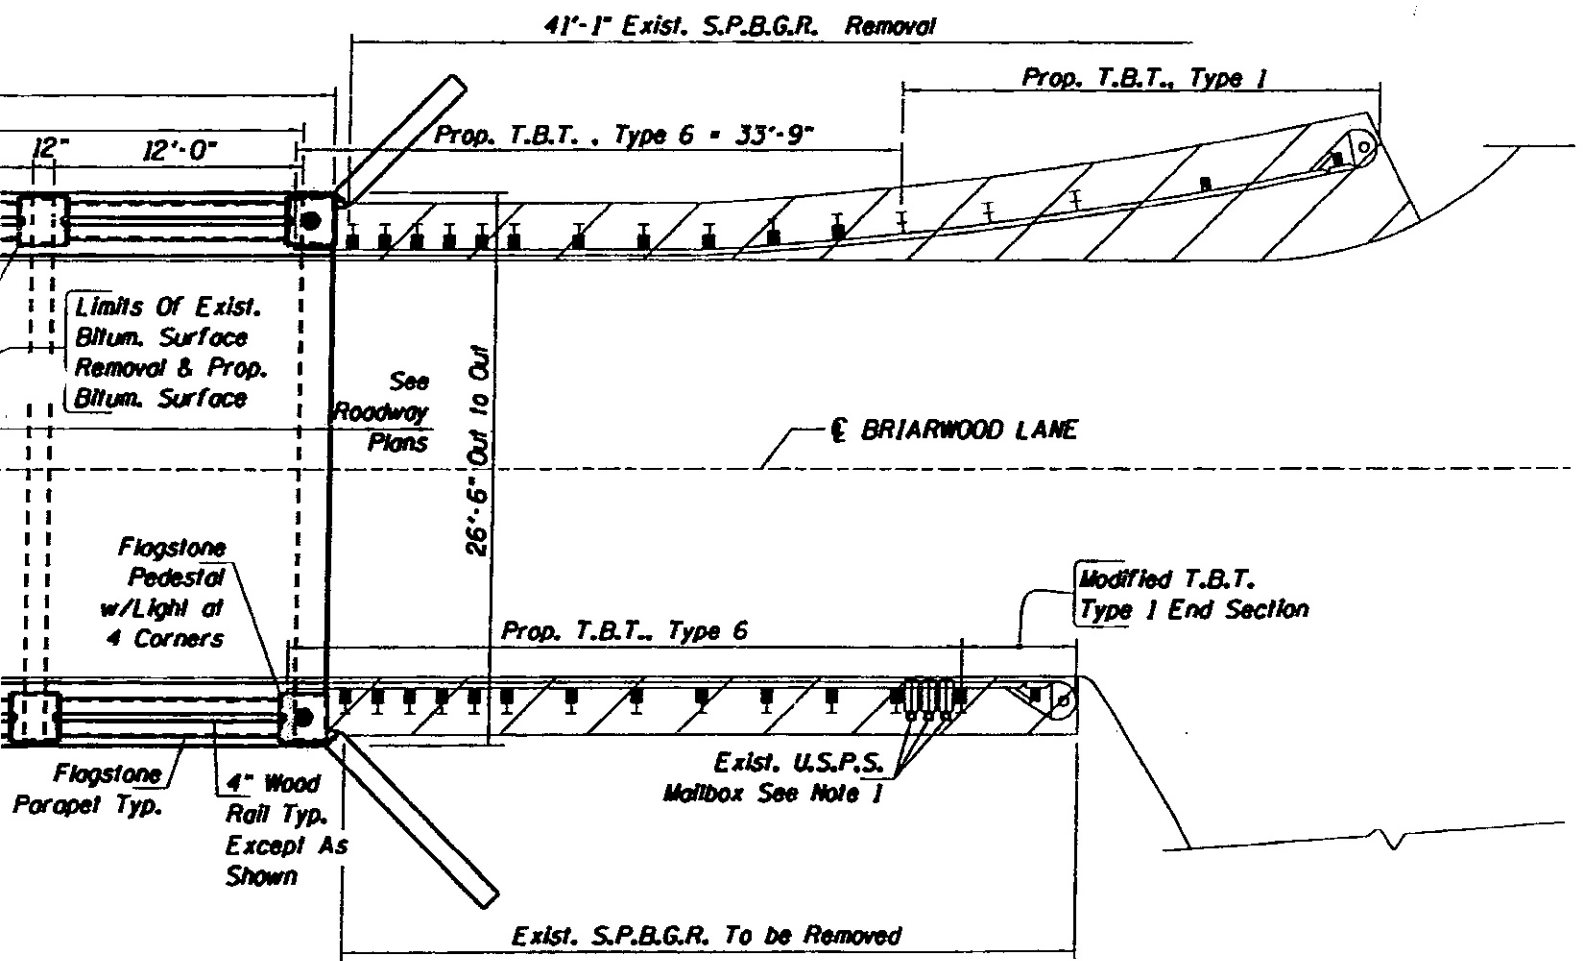 41'-1" Exist. S.P.B.G.R. Removal
Prop. T.B.T., Type 1
12"
12'-0"
Prop. T.B.T. , Type 6 = 33'-9"
Limits Of Exist.
Bitum. Surface
Removal & Prop.
Bitum. Surface
See
Roadway
Plans
26'-6" Out to Out
℄ BRIARWOOD LANE
Flagstone
Pedestal
w/Light at
4 Corners
Modified T.B.T.
Type 1 End Section
Prop. T.B.T., Type 6
Flagstone
Parapet Typ.
4" Wood
Rail Typ.
Except As
Shown
Exist. U.S.P.S.
Mailbox See Note 1
Exist. S.P.B.G.R. To be Removed